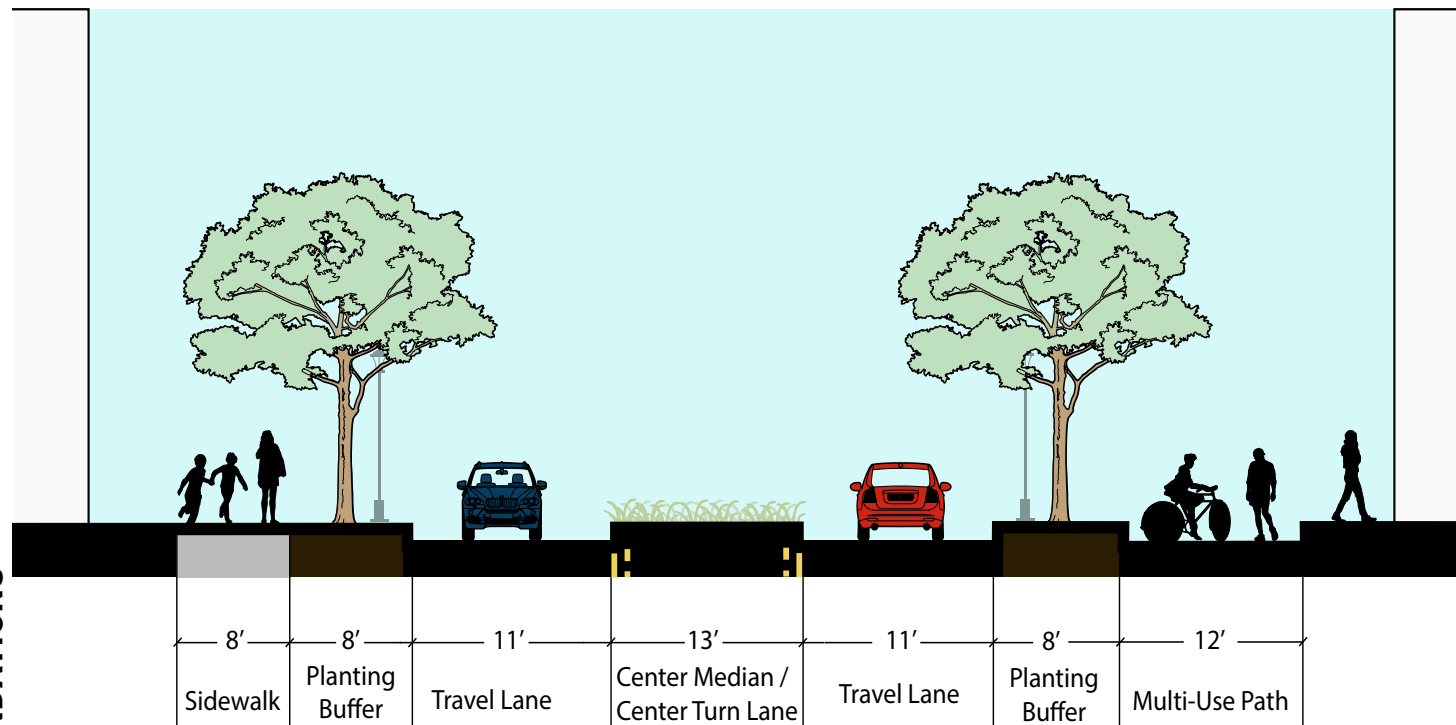 8′ 8′ 11′ 13′ 11′ 8′ 12′
Sidewalk
Planting
Buffer
Travel Lane
Center Median /
Center Turn Lane
Travel Lane
Planting
Buffer
Multi-Use Path